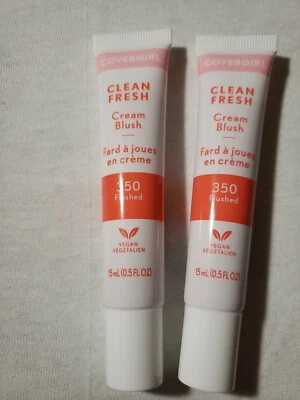 COVERGIRL
CLEAN
FRESH
Cream
Blush
Fard à joues
en crème
350
Flushed
VEGAN
VÉGÉTALIEN
15 mL (0.5 FL OZ)
COVERGIRL
CLEAN
FRESH
Cream
Blush
Fard à joues
en crème
350
Flushed
VEGAN
VÉGÉTALIEN
15 mL (0.5 FL OZ)